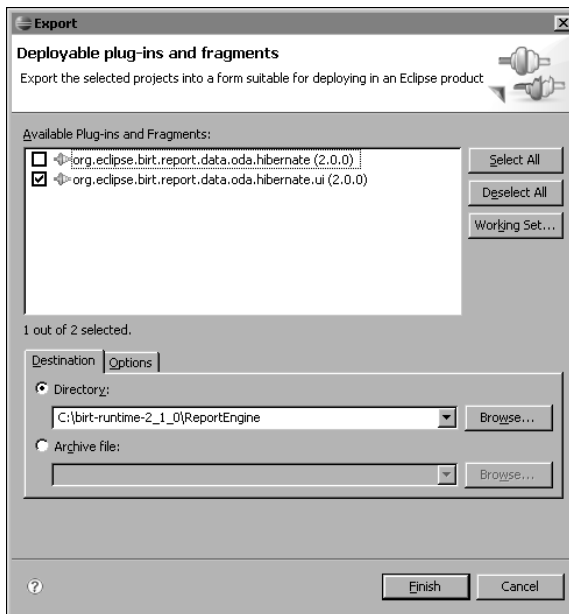 Export
Deployable plug-ins and fragments
Export the selected projects into a form suitable for deploying in an Eclipse product
Available Plug-ins and Fragments:
org.eclipse.birt.report.data.oda.hibernate (2.0.0)
org.eclipse.birt.report.data.oda.hibernate.ui (2.0.0)
Select All
Deselect All
Working Set...
1 out of 2 selected.
Destination Options
Directory:
C:\birt-runtime-2_1_0\ReportEngine Browse...
Archive file:
Browse...
? Finish Cancel